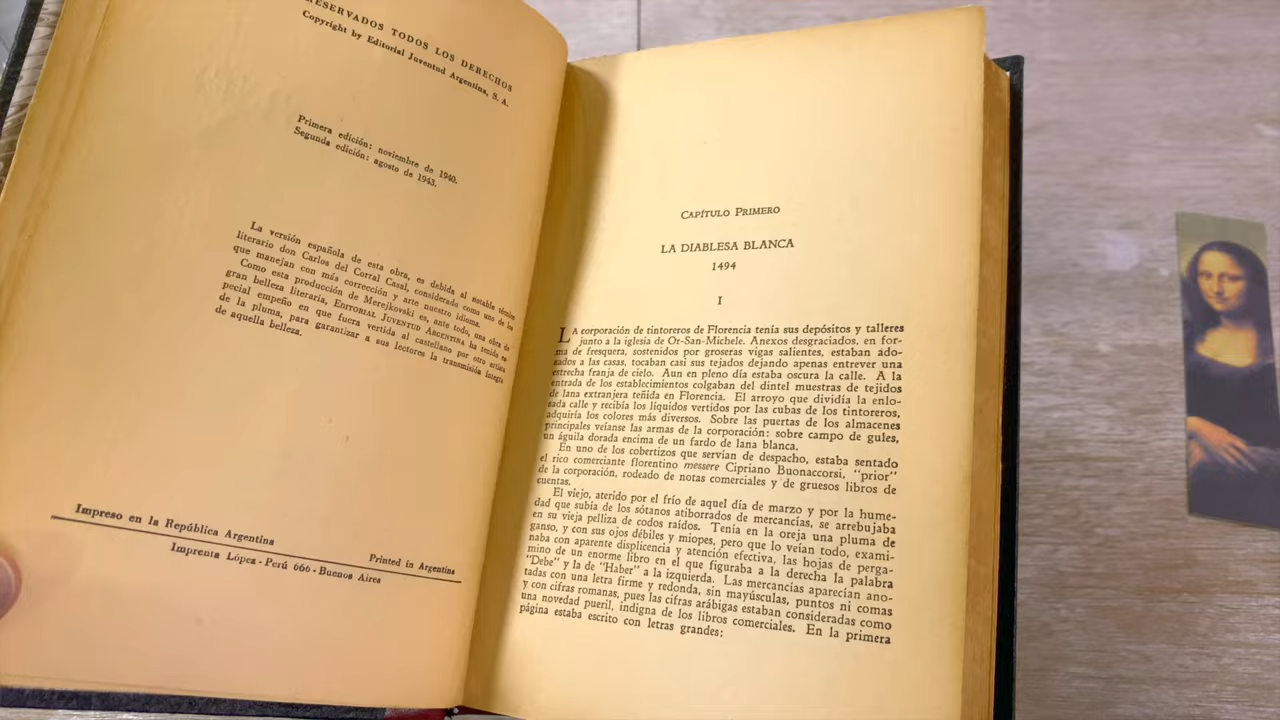 RESERVADOS TODOS LOS DERECHOS
Copyright by Editorial Juventud Argentina, S. A.
Primera edición: noviembre de 1940.
Segunda edición: agosto de 1943.
La versión española de esta obra, es debida al notable técnico
literario don Carlos del Corral Casal, considerado como uno de los
que manejan con más corrección y arte nuestro idioma.
Como esta producción de Merejkovski es, ante todo, una obra de
gran belleza literaria, EDITORIAL JUVENTUD ARGENTINA ha tenido es-
pecial empeño en que fuera vertida al castellano por otro artista
de la pluma, para garantizar a sus lectores la transmisión íntegra
de aquella belleza.
Impreso en la República Argentina
Printed in Argentina
Imprenta López - Perú 666 - Buenos Aires
CAPÍTULO PRIMERO
LA DIABLESA BLANCA
1494
I
LA corporación de tintoreros de Florencia tenía sus depósitos y talleres
junto a la iglesia de Or-San-Michele. Anexos desgraciados, en for-
ma de fresquera, sostenidos por groseras vigas salientes, estaban ado-
sados a las casas, tocaban casi sus tejados dejando apenas entrever una
estrecha franja de cielo. Aun en pleno día estaba oscura la calle. A la
entrada de los establecimientos colgaban del dintel muestras de tejidos
de lana extranjera teñida en Florencia. El arroyo que dividía la enlo-
sada calle y recibía los líquidos vertidos por las cubas de los tintoreros,
adquiría los colores más diversos. Sobre las puertas de los almacenes
principales veíanse las armas de la corporación: sobre campo de gules,
un águila dorada encima de un fardo de lana blanca.
En uno de los cobertizos que servían de despacho, estaba sentado
el rico comerciante florentino messere Cipriano Buonaccorsi, "prior"
de la corporación, rodeado de notas comerciales y de gruesos libros de
cuentas.
El viejo, aterido por el frío de aquel día de marzo y por la hume-
dad que subía de los sótanos atiborrados de mercancías, se arrebujaba
en su vieja pelliza de codos raídos. Tenía en la oreja una pluma de
ganso, y con sus ojos débiles y miopes, pero que lo veían todo, exami-
naba con aparente displicencia y atención efectiva, las hojas de perga-
mino de un enorme libro en el que figuraba a la derecha la palabra
"Debe" y la de "Haber" a la izquierda. Las mercancías aparecían ano-
tadas con una letra firme y redonda, sin mayúsculas, puntos ni comas
y con cifras romanas, pues las cifras arábigas estaban consideradas como
una novedad pueril, indigna de los libros comerciales. En la primera
página estaba escrito con letras grandes: